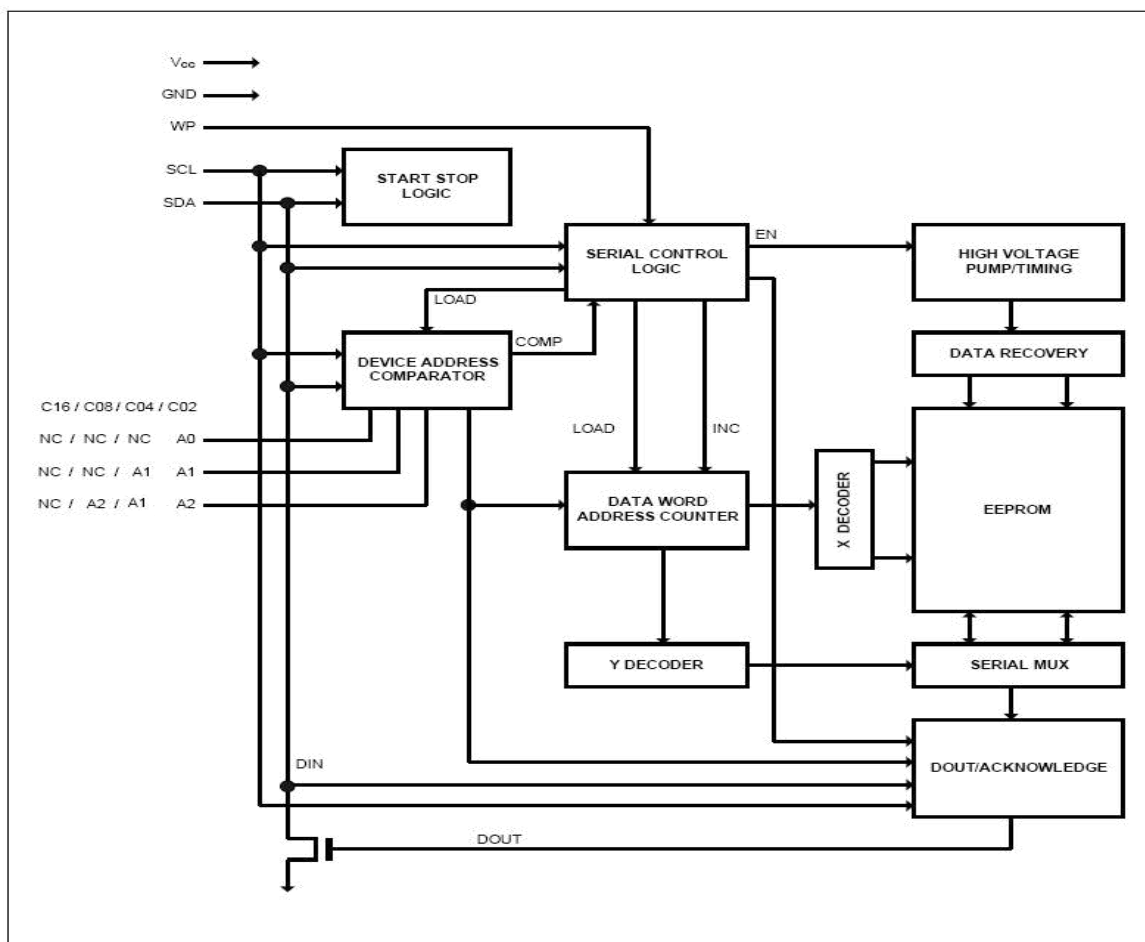 Vcc
GND
WP
SCL
SDA
START STOP
LOGIC
SERIAL CONTROL
LOGIC
EN
HIGH VOLTAGE
PUMP/TIMING
LOAD
COMP
DEVICE ADDRESS
COMPARATOR
DATA RECOVERY
C16 / C08 / C04 / C02
NC / NC / NC A0
NC / NC / A1 A1
NC / A2 / A1 A2
LOAD
INC
DATA WORD
ADDRESS COUNTER
X DECODER
EEPROM
Y DECODER
SERIAL MUX
DIN
DOUT/ACKNOWLEDGE
DOUT